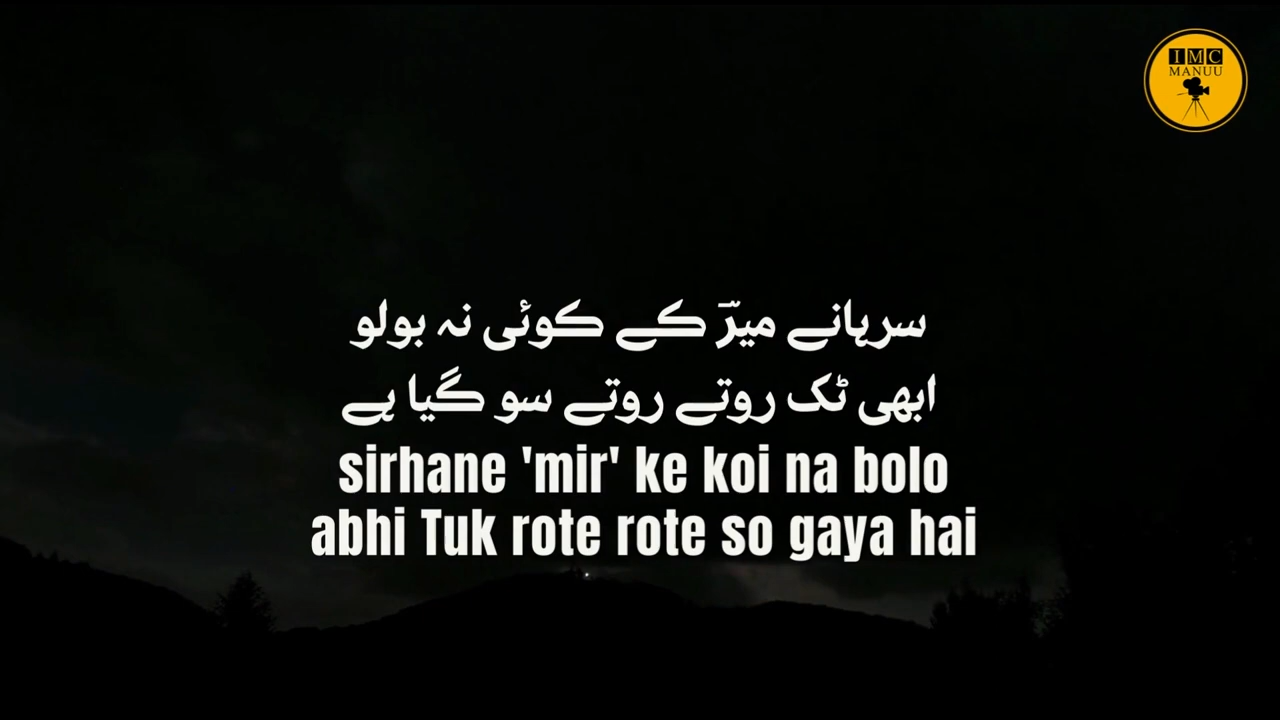 IMC
MANUU
سرہانے میرؔ کے کوئی نہ بولو
ابھی ٹک روتے روتے سو گیا ہے
sirhane 'mir' ke koi na bolo
abhi Tuk rote rote so gaya hai